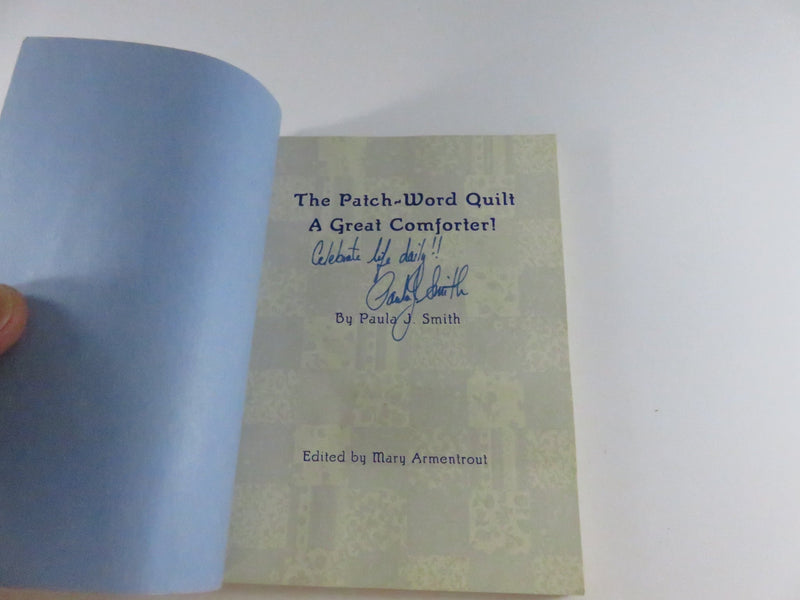 The Patch-Word Quilt
A Great Comforter!
Celebrate life daily!!
Paula J. Smith
By Paula J. Smith
Edited by Mary Armentrout